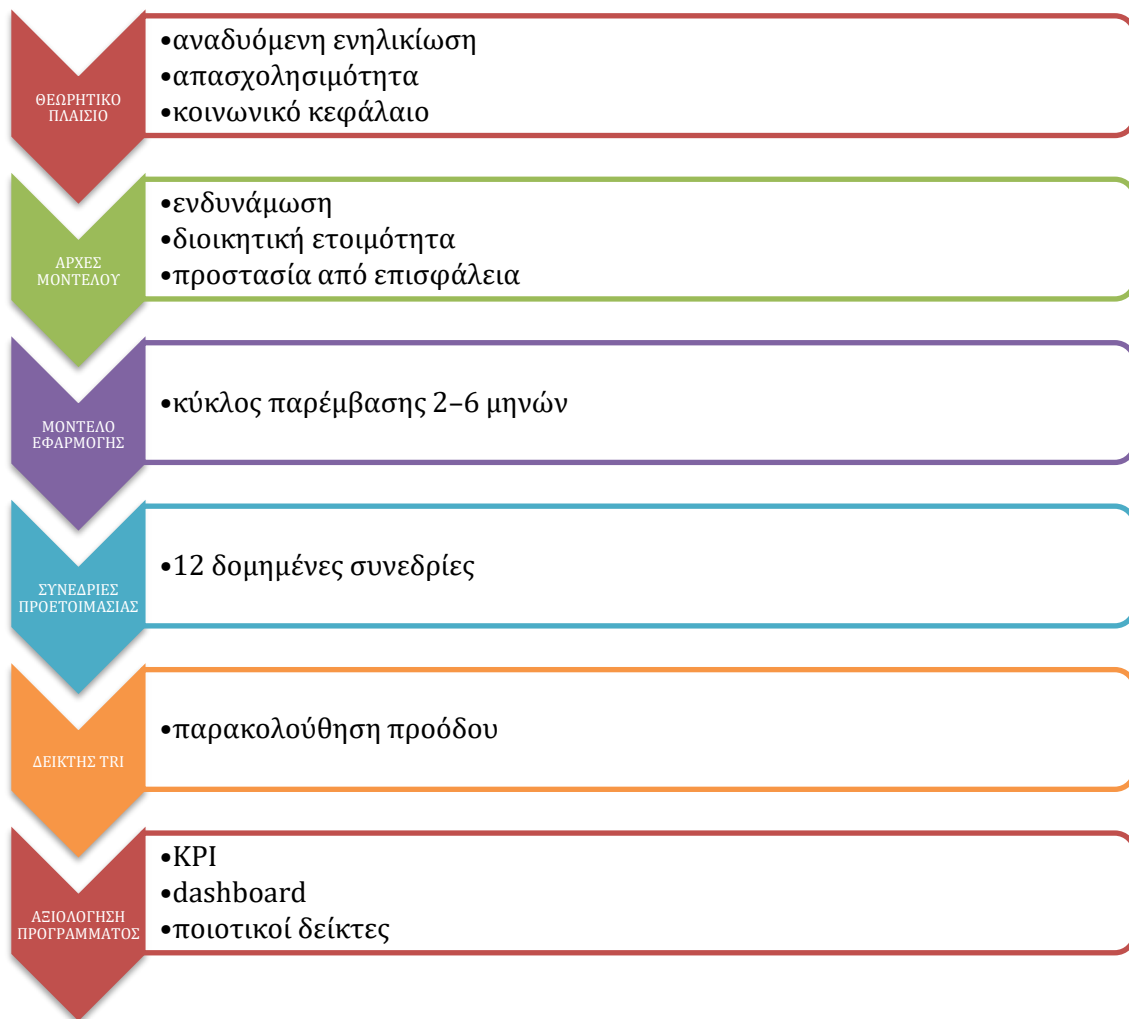 ΘΕΩΡΗΤΙΚΟ
ΠΛΑΙΣΙΟ
•αναδυόμενη ενηλικίωση
•απασχολησιμότητα
•κοινωνικό κεφάλαιο
ΑΡΧΕΣ
ΜΟΝΤΕΛΟΥ
•ενδυνάμωση
•διοικητική ετοιμότητα
•προστασία από επισφάλεια
ΜΟΝΤΕΛΟ
ΕΦΑΡΜΟΓΗΣ
•κύκλος παρέμβασης 2–6 μηνών
ΣΥΝΕΔΡΙΕΣ
ΠΡΟΕΤΟΙΜΑΣΙΑΣ
•12 δομημένες συνεδρίες
ΔΕΙΚΤΗΣ TRI
•παρακολούθηση προόδου
ΑΞΙΟΛΟΓΗΣΗ
ΠΡΟΓΡΑΜΜΑΤΟΣ
•KPI
•dashboard
•ποιοτικοί δείκτες